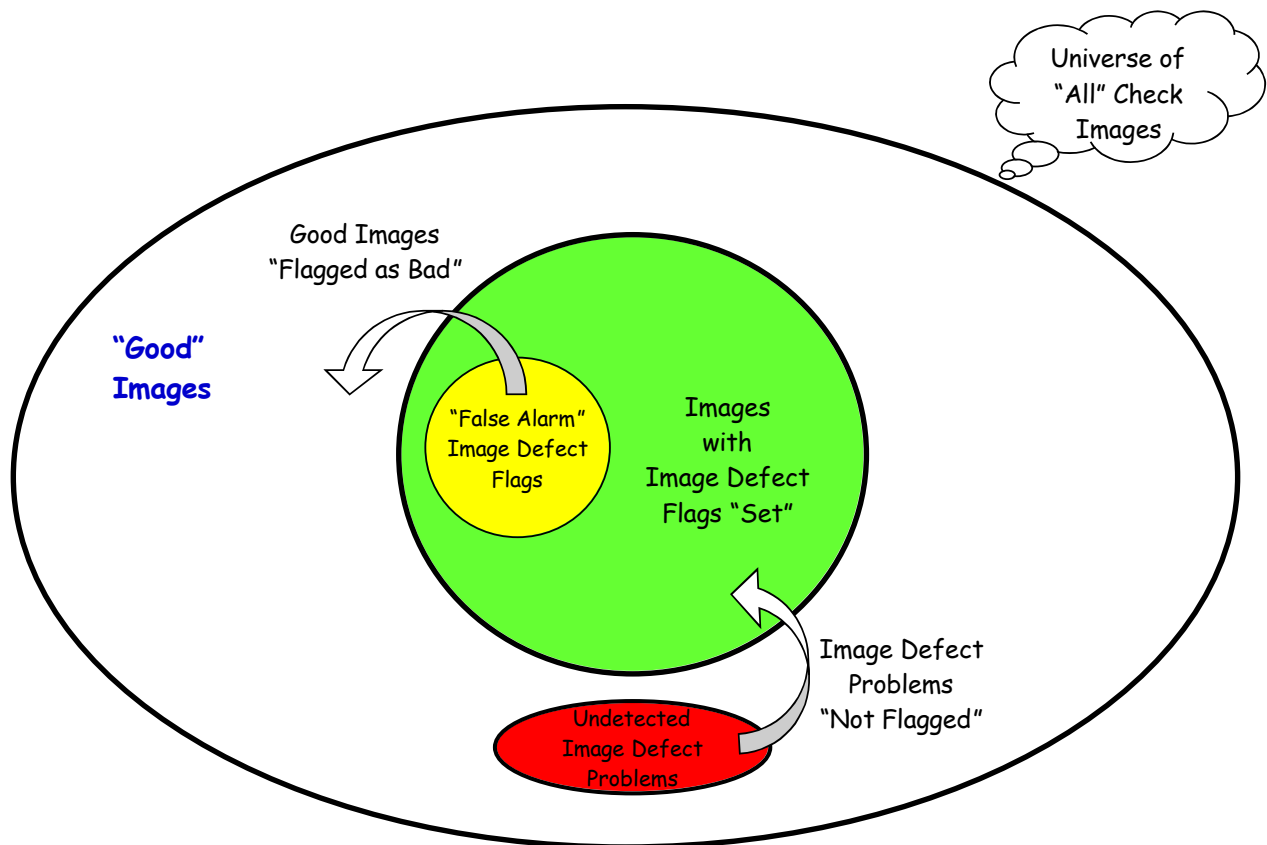 Universe of
“All” Check
Images
Good Images
“Flagged as Bad”
“Good”
Images
“False Alarm”
Image Defect
Flags
Images
with
Image Defect
Flags “Set”
Image Defect
Problems
“Not Flagged”
Undetected
Image Defect
Problems